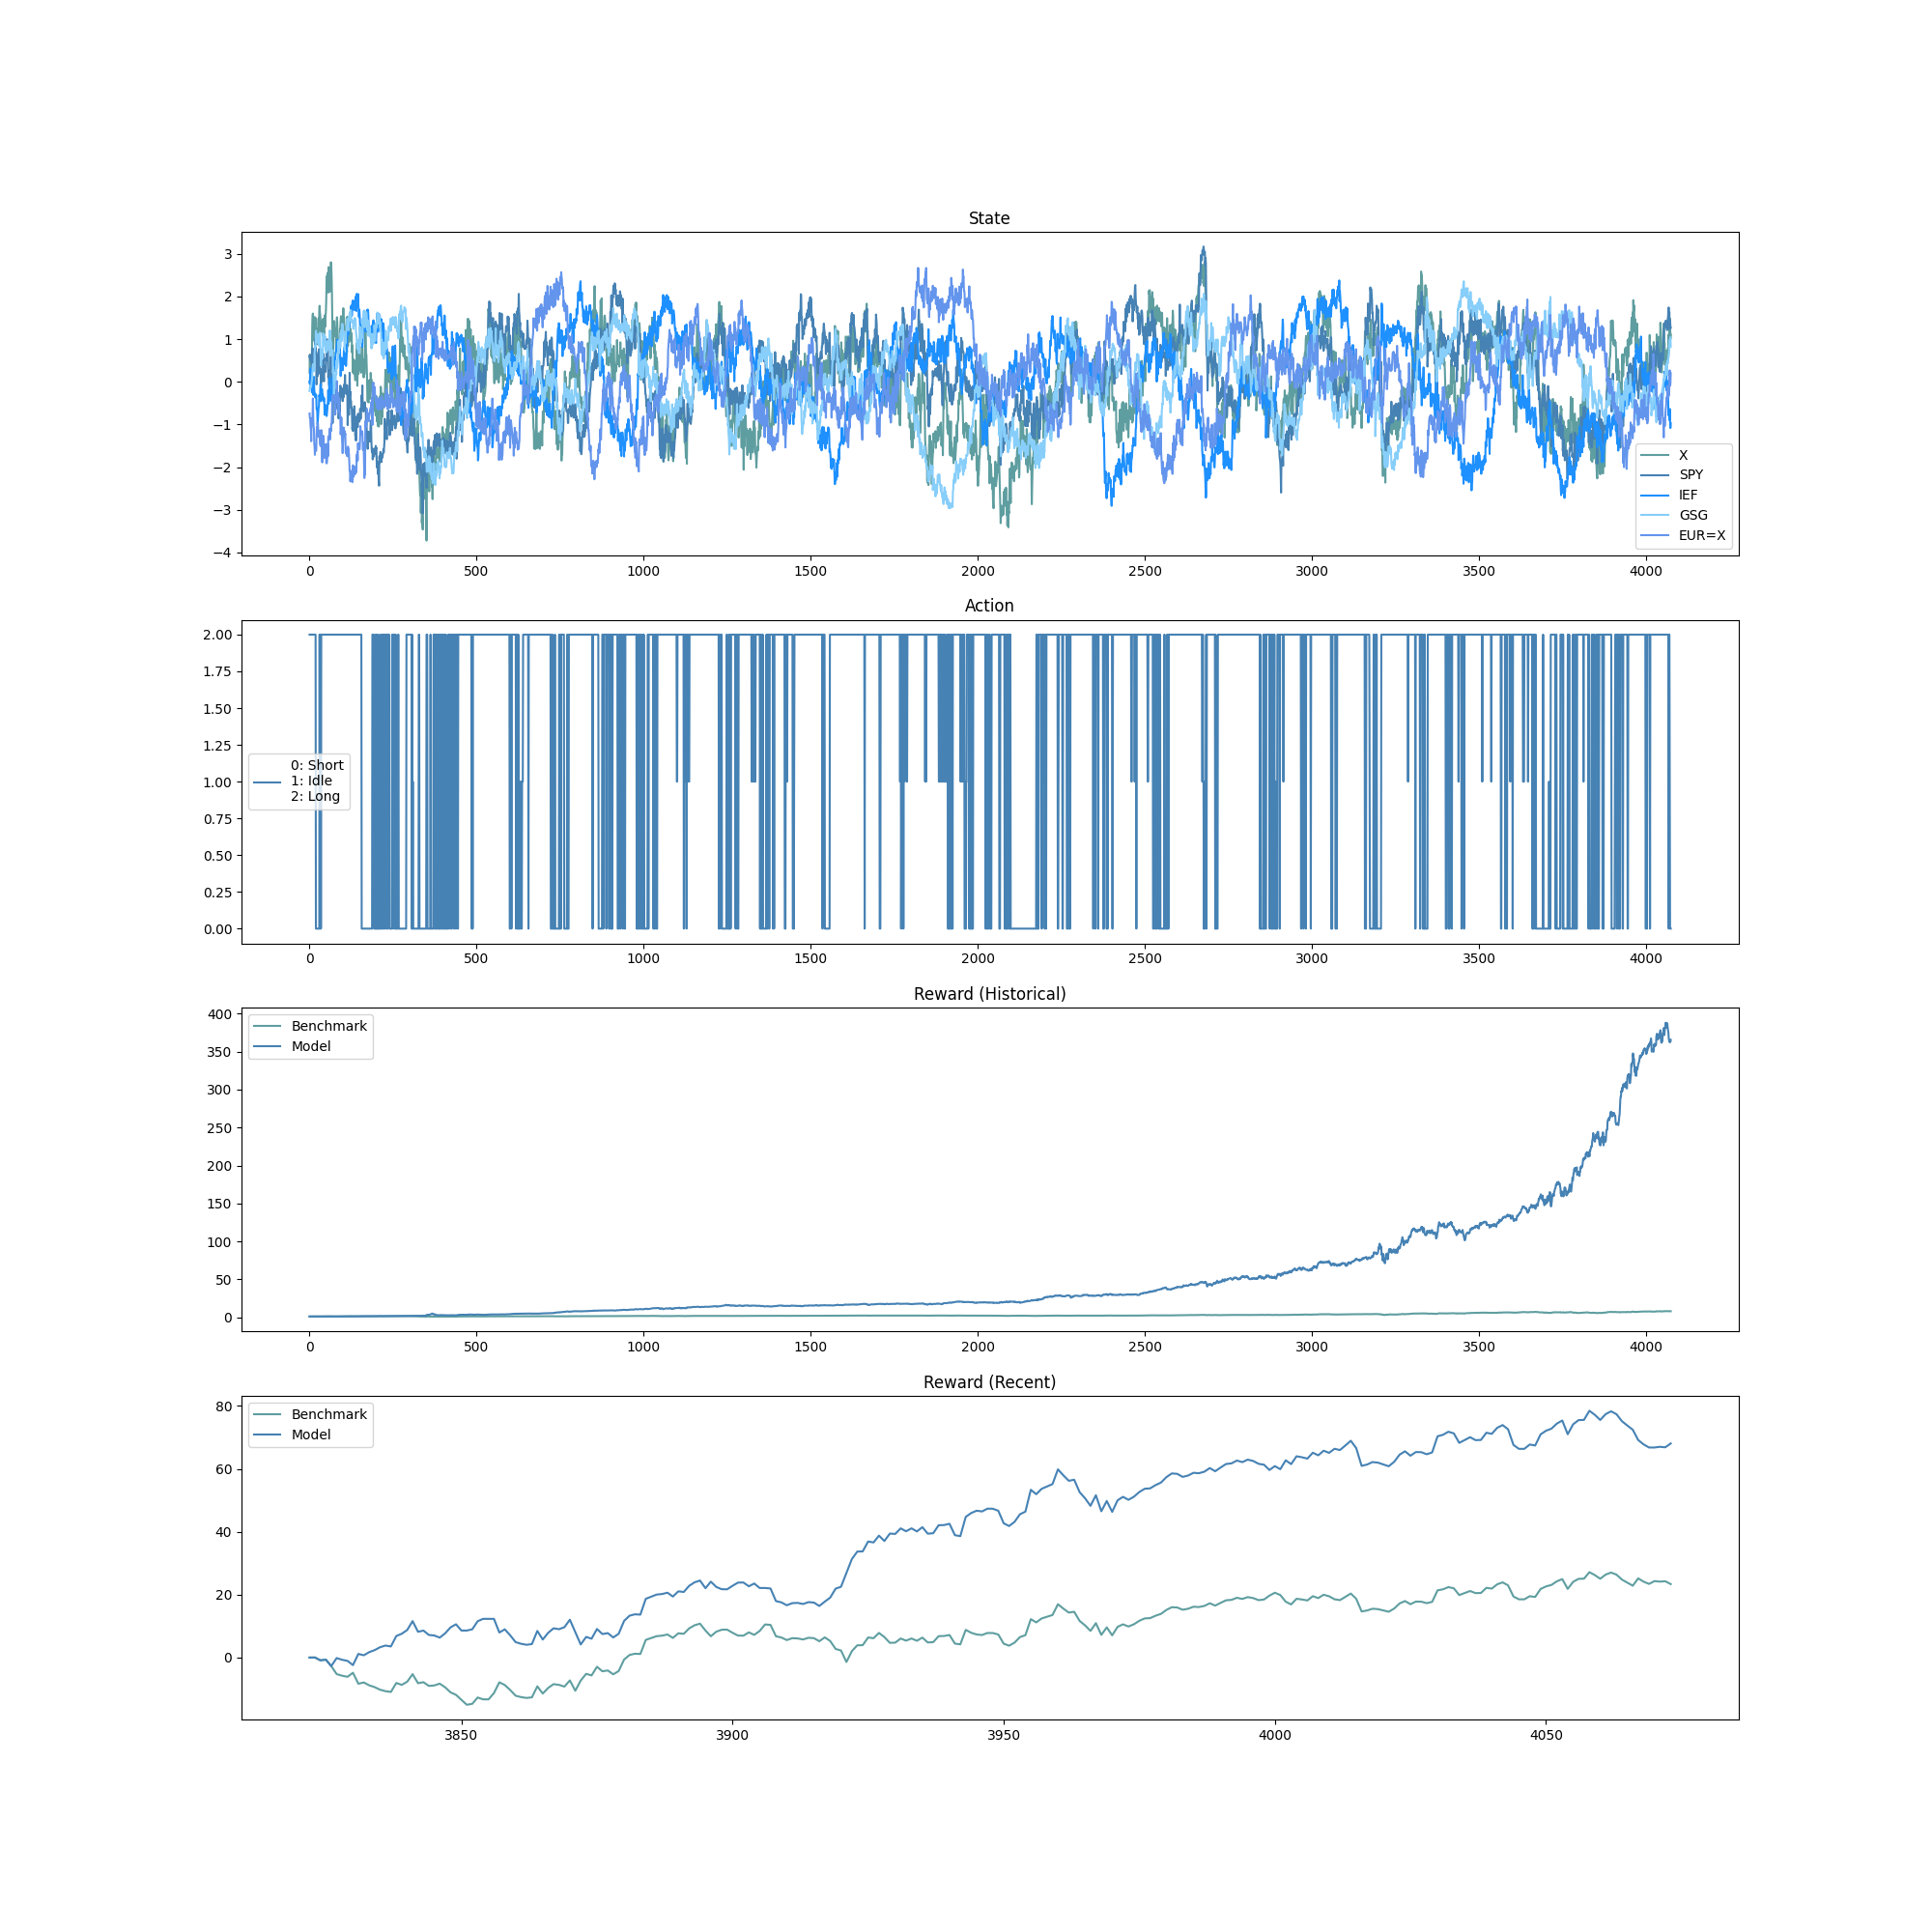 State
3
2
1
0
−1
−2
−3
−4
X
SPY
IEF
GSG
EUR=X
0 500 1000 1500 2000 2500 3000 3500 4000
Action
2.00
1.75
1.50
1.25
1.00
0.75
0.50
0.25
0.00
0: Short
1: Idle
2: Long
0 500 1000 1500 2000 2500 3000 3500 4000
Reward (Historical)
400
350
300
250
200
150
100
50
0
Benchmark
Model
0 500 1000 1500 2000 2500 3000 3500 4000
Reward (Recent)
80
60
40
20
0
Benchmark
Model
3850 3900 3950 4000 4050